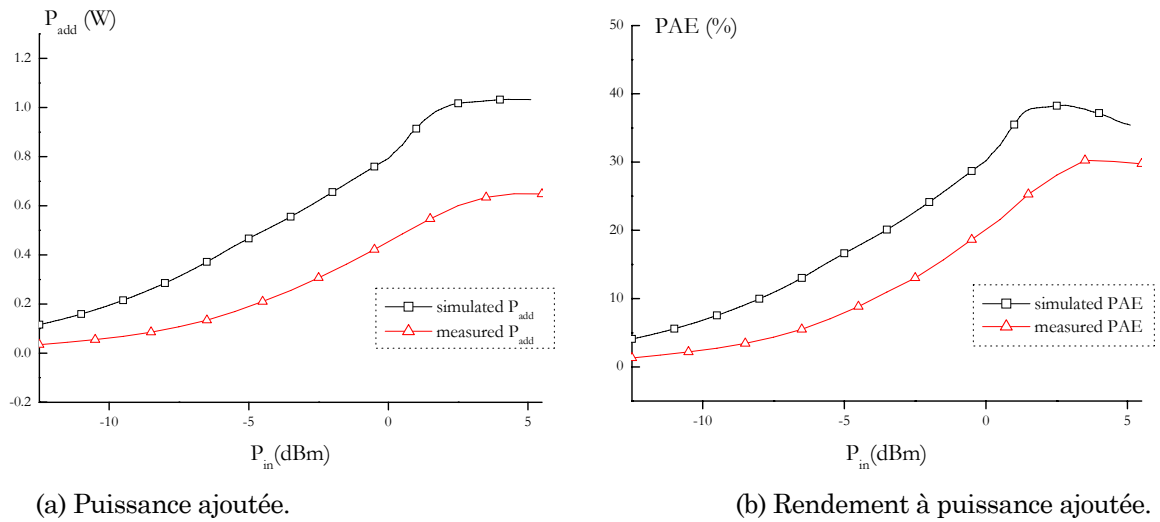 P_add (W)
1.2
1.0
0.8
0.6
0.4
0.2
0.0
-0.2
-10
-5
0
5
P_in(dBm)
simulated P_add
measured P_add
(a) Puissance ajoutée.
PAE (%)
50
40
30
20
10
0
-10
-5
0
5
P_in(dBm)
simulated PAE
measured PAE
(b) Rendement à puissance ajoutée.